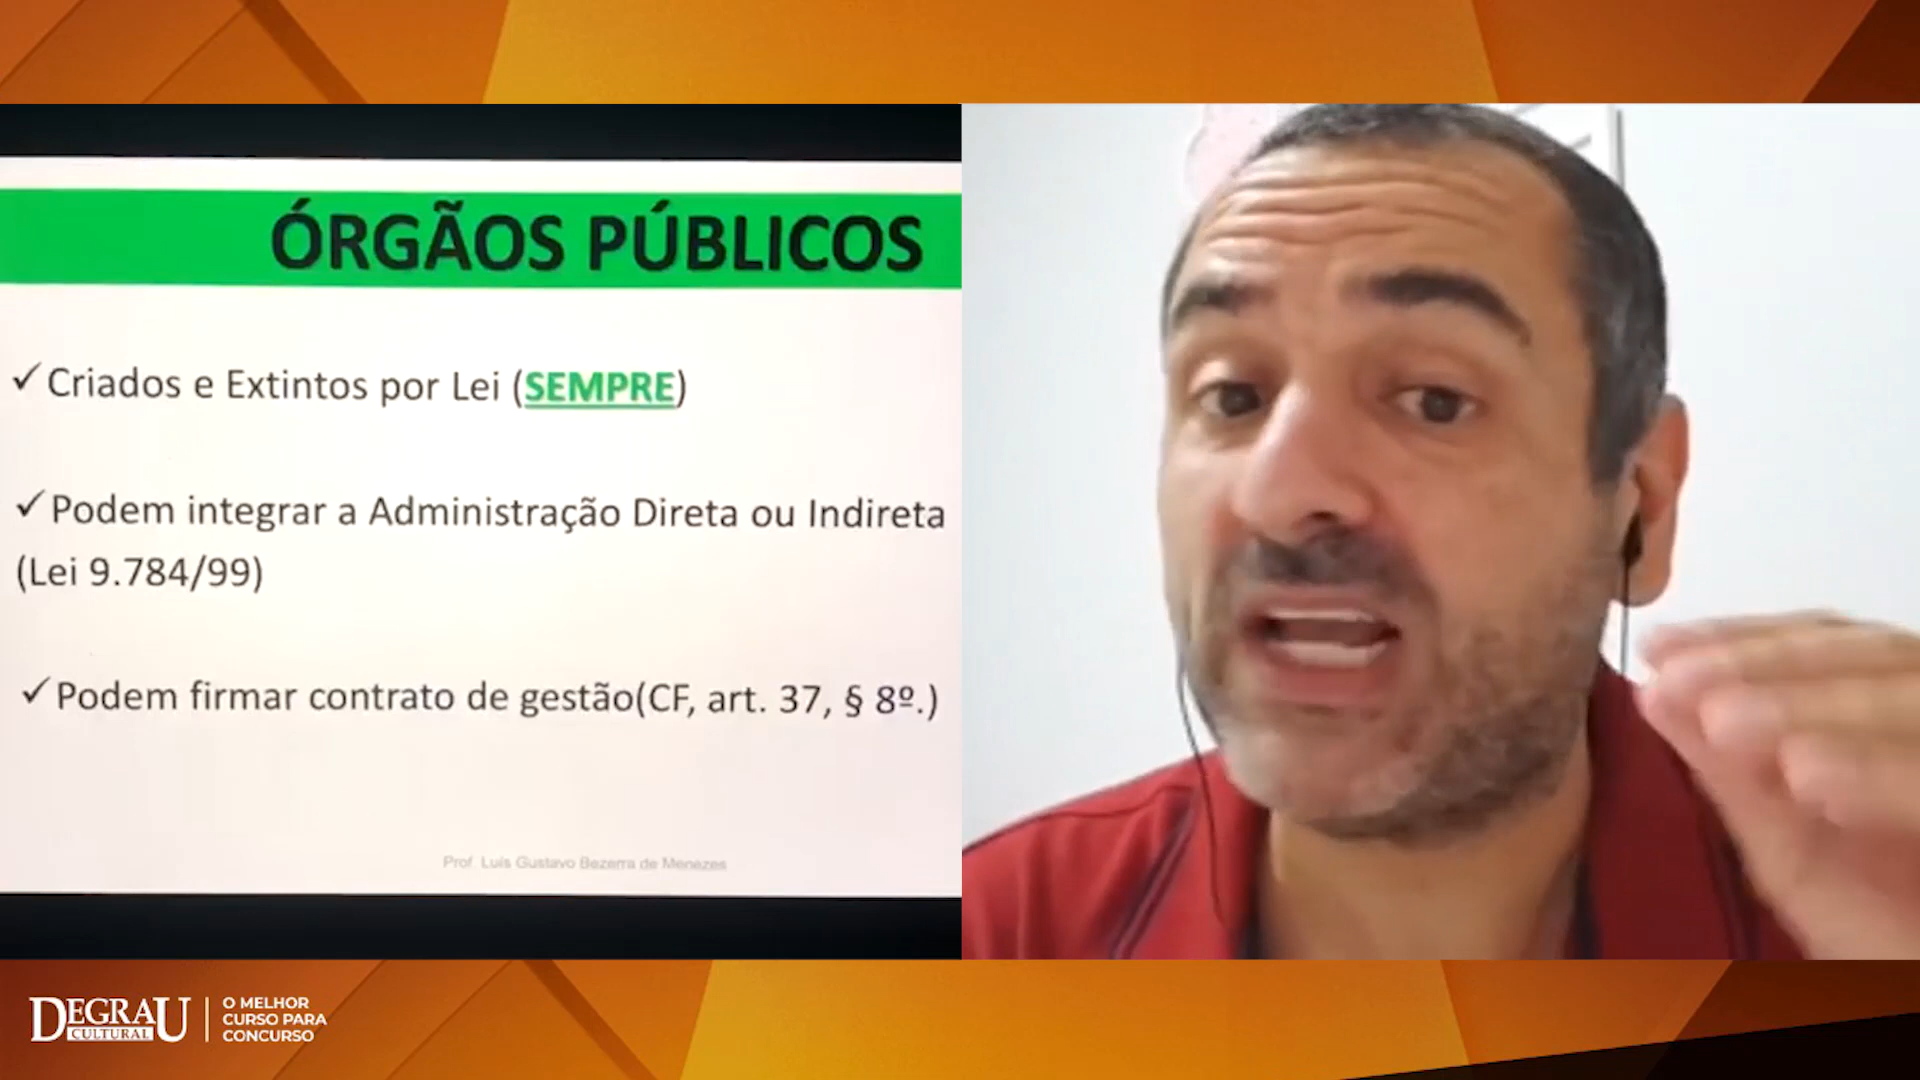 ÓRGÃOS PÚBLICOS
✓Criados e Extintos por Lei (SEMPRE)
✓Podem integrar a Administração Direta ou Indireta
(Lei 9.784/99)
✓Podem firmar contrato de gestão(CF, art. 37, § 8º.)
Prof Luis Gustavo Bezerra de Menezes
DEGRAU
CULTURAL
O MELHOR
CURSO PARA
CONCURSO